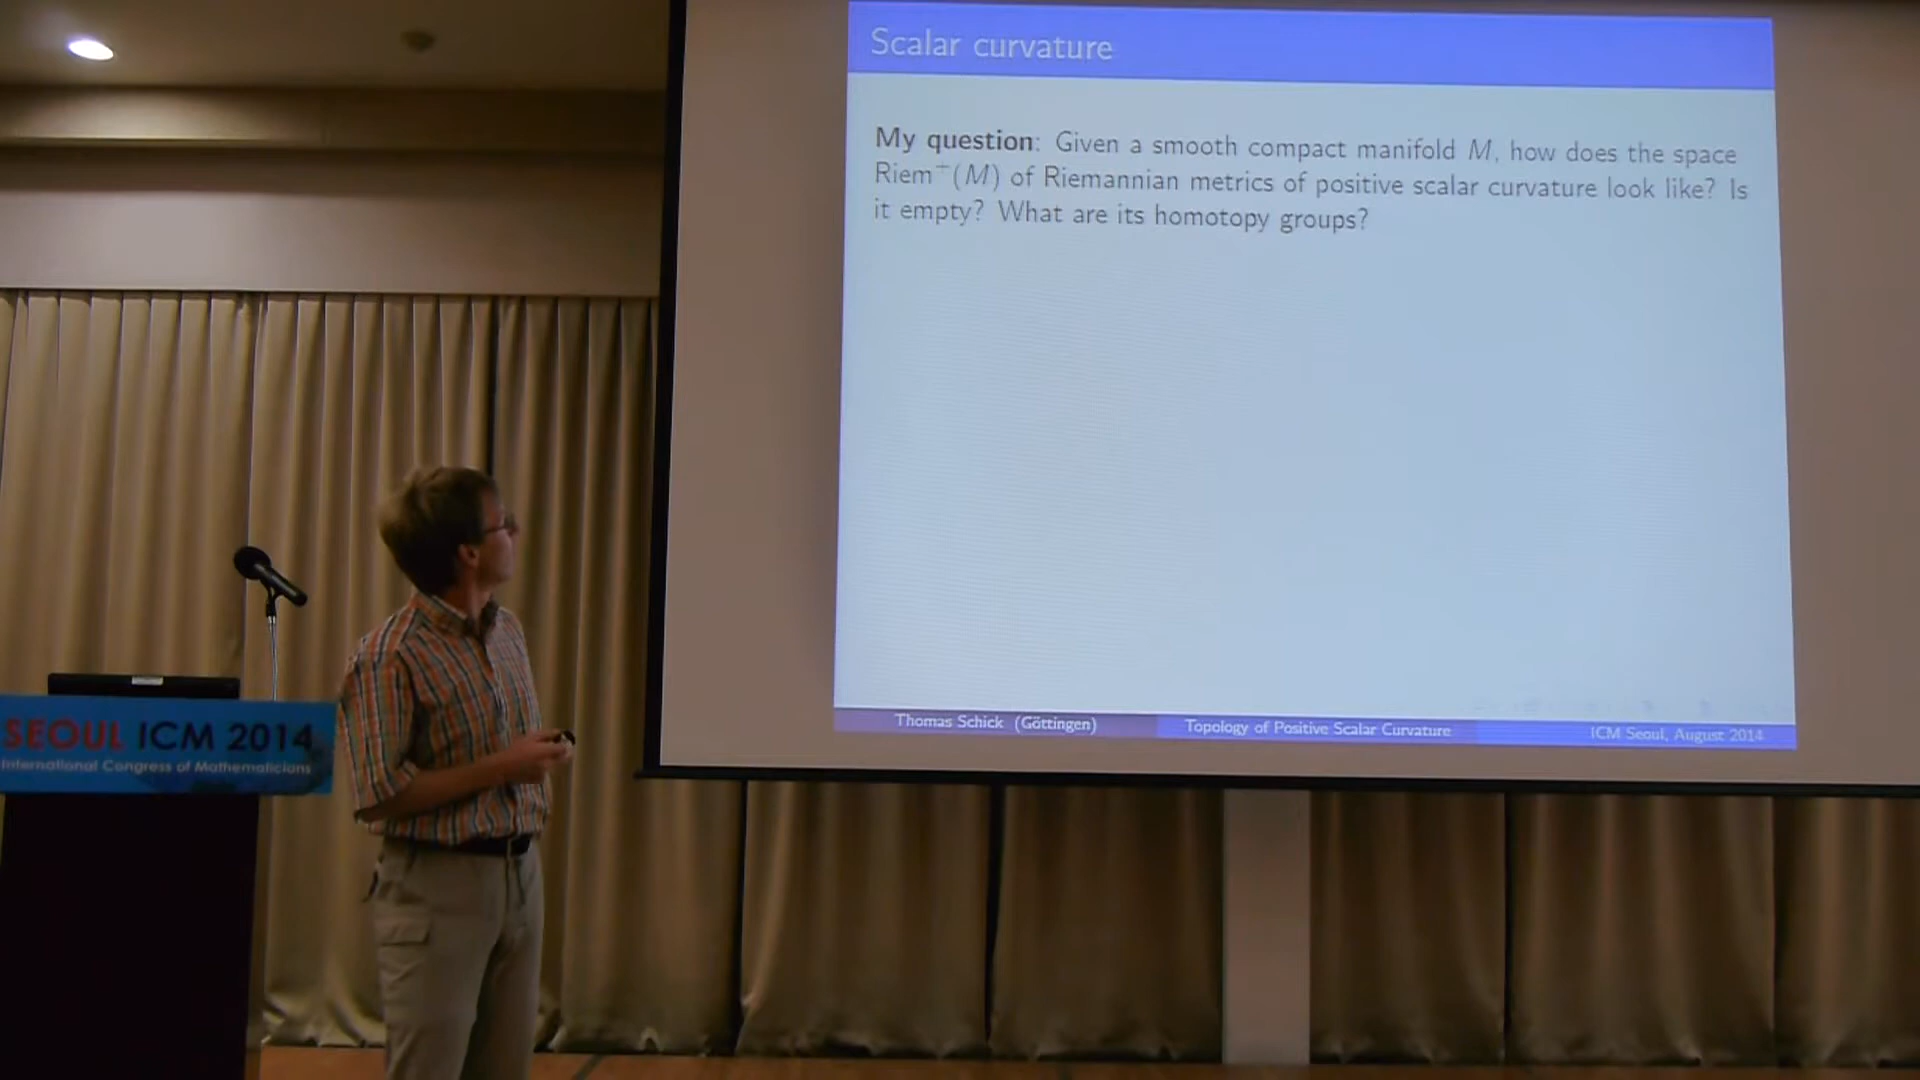 Scalar curvature
My question: Given a smooth compact manifold M, how does the space
Riem⁺(M) of Riemannian metrics of positive scalar curvature look like? Is
it empty? What are its homotopy groups?
Thomas Schick (Göttingen)
Topology of Positive Scalar Curvature
ICM Seoul, August 2014
SEOUL ICM 2014
International Congress of Mathematicians